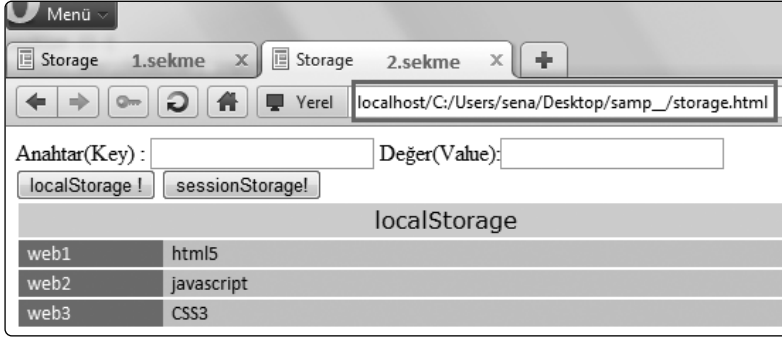 Menü
Storage 1.sekme x Storage 2.sekme x +
Yerel localhost/C:/Users/sena/Desktop/samp__/storage.html
Anahtar(Key) : Değer(Value):
localStorage ! sessionStorage!
localStorage
web1 html5
web2 javascript
web3 CSS3